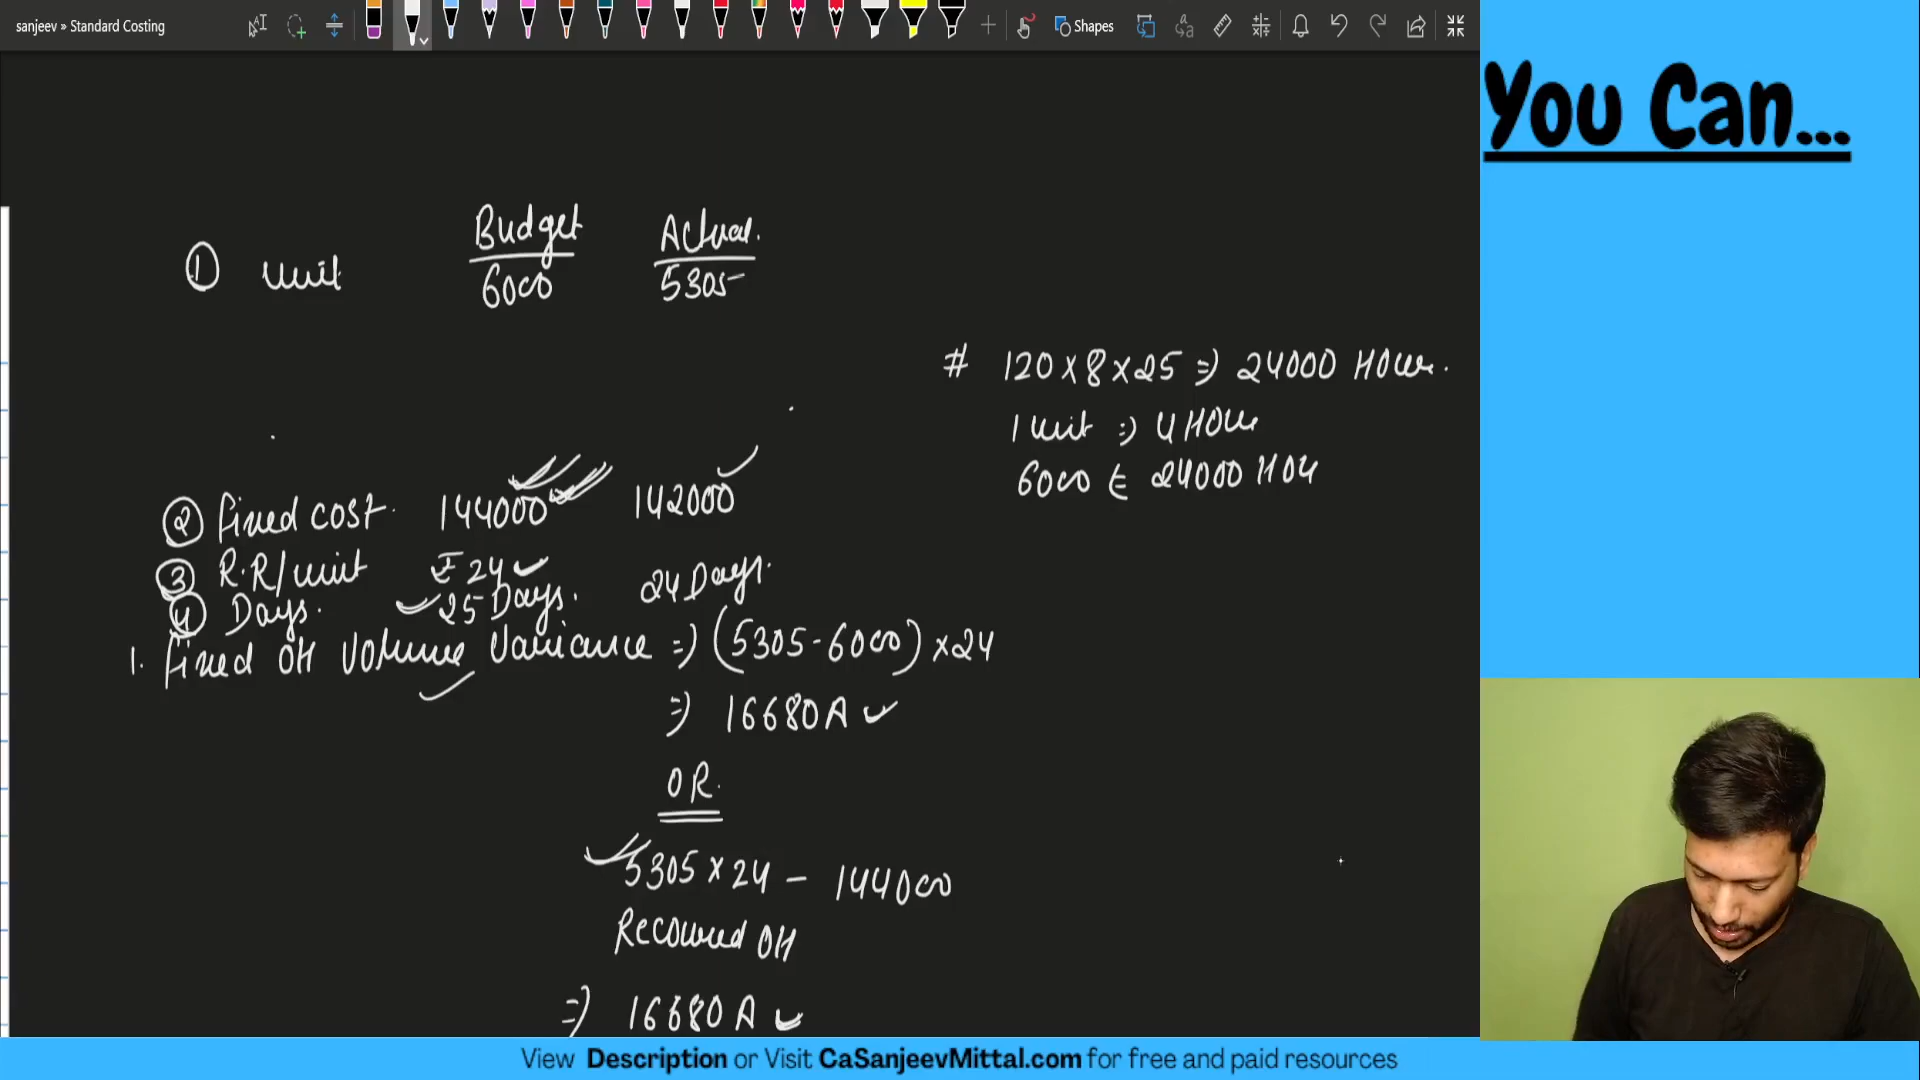 sanjeev » Standard Costing
Shapes
You Can...
Budget Actual.
① unit 6000 5305
# 120 x 8 x 25 => 24000 Hour.
1 unit => 4 Hour
6000 ← 24000 Hou
② fixed cost. 144000 142000
③ R.R/unit ₹ 24
④ Days. 25 Days. 24 Days.
1. fixed OH Volume Variance => (5305 - 6000) x 24
=> 16680 A
OR.
5305 x 24 - 144000
Recovered OH
=> 16680 A
View Description or Visit CaSanjeevMittal.com for free and paid resources